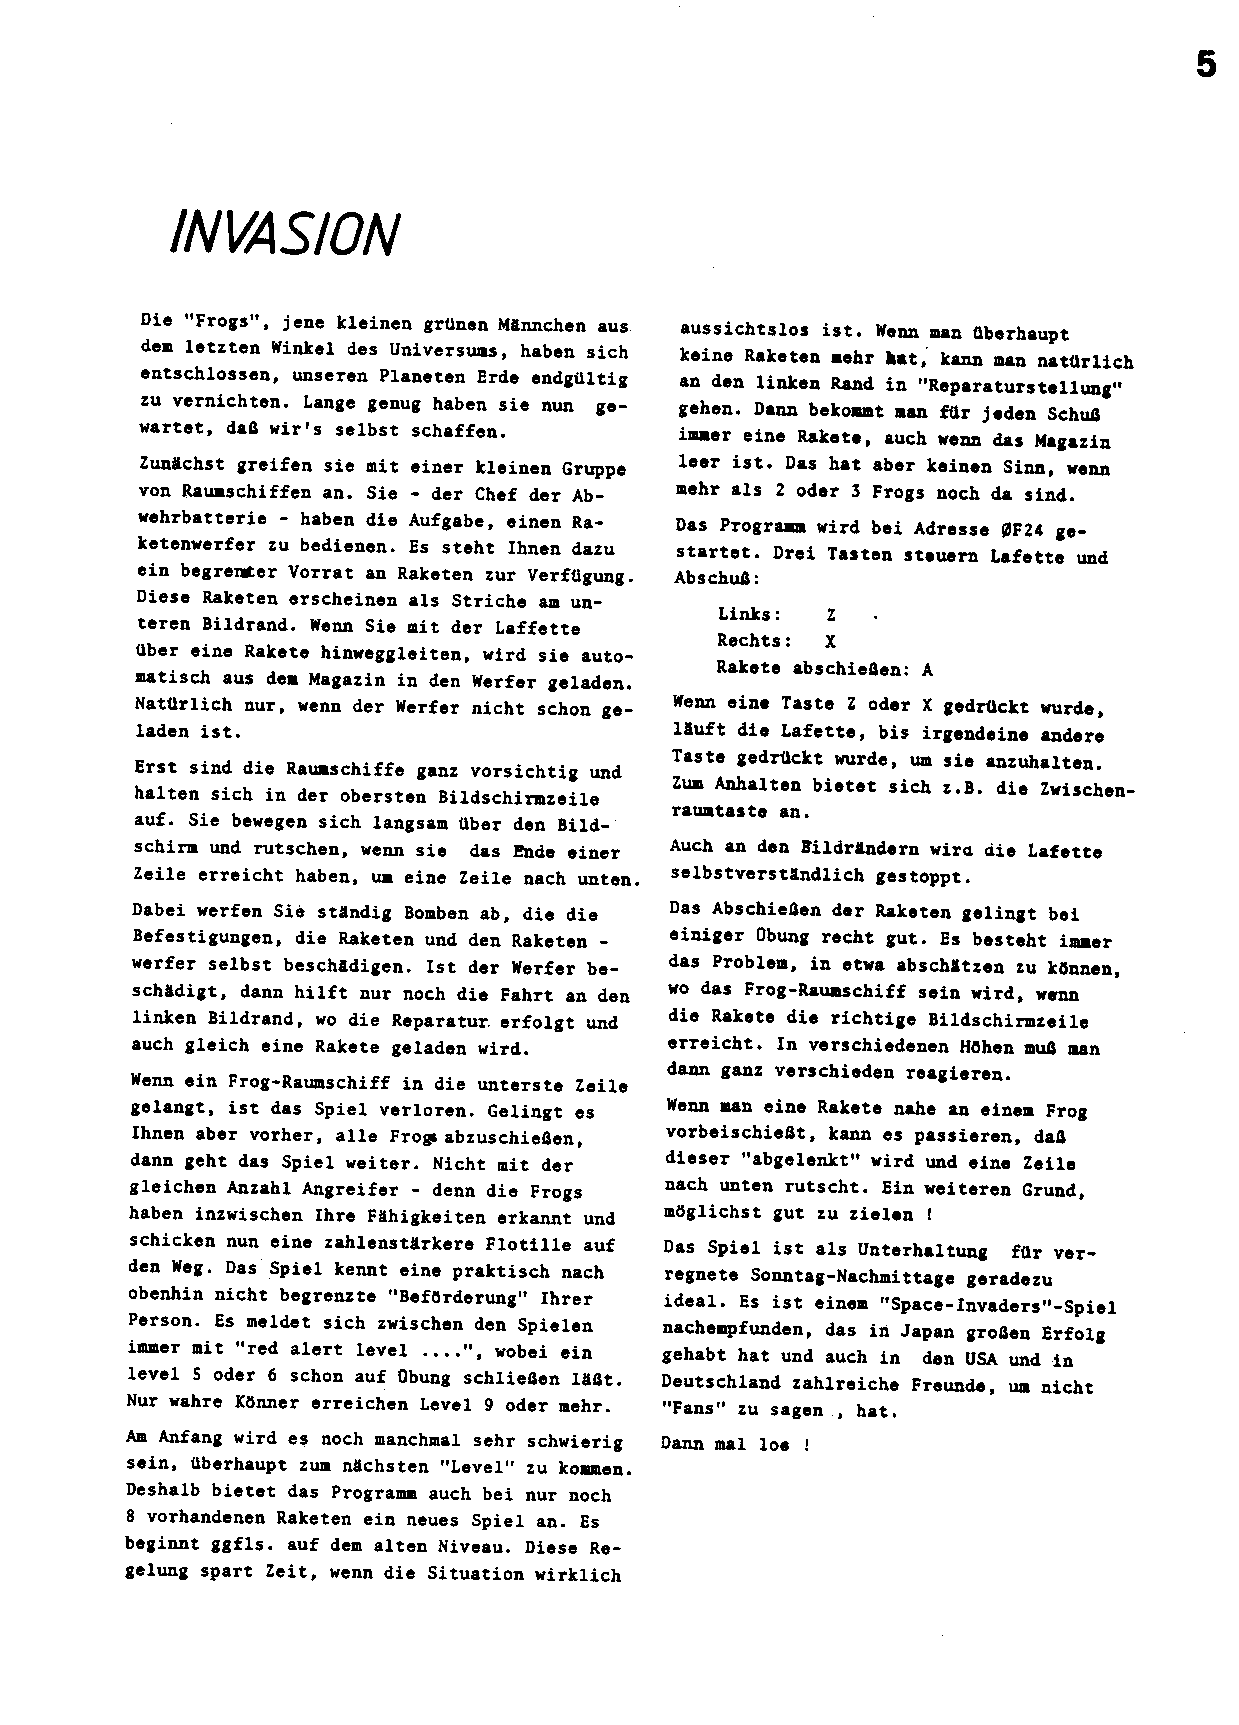 5
INVASION
Die "Frogs", jene kleinen grünen Männchen aus
dem letzten Winkel des Universums, haben sich
entschlossen, unseren Planeten Erde endgültig
zu vernichten. Lange genug haben sie nun ge-
wartet, daß wir's selbst schaffen.
Zunächst greifen sie mit einer kleinen Gruppe
von Raumschiffen an. Sie - der Chef der Ab-
wehrbatterie - haben die Aufgabe, einen Ra-
ketenwerfer zu bedienen. Es steht Ihnen dazu
ein begrenzter Vorrat an Raketen zur Verfügung.
Diese Raketen erscheinen als Striche am un-
teren Bildrand. Wenn Sie mit der Laffette
über eine Rakete hinweggleiten, wird sie auto-
matisch aus dem Magazin in den Werfer geladen.
Natürlich nur, wenn der Werfer nicht schon ge-
laden ist.
Erst sind die Raumschiffe ganz vorsichtig und
halten sich in der obersten Bildschirmzeile
auf. Sie bewegen sich langsam über den Bild-
schirm und rutschen, wenn sie das Ende einer
Zeile erreicht haben, um eine Zeile nach unten.
Dabei werfen Sie ständig Bomben ab, die die
Befestigungen, die Raketen und den Raketen -
werfer selbst beschädigen. Ist der Werfer be-
schädigt, dann hilft nur noch die Fahrt an den
linken Bildrand, wo die Reparatur erfolgt und
auch gleich eine Rakete geladen wird.
Wenn ein Frog-Raumschiff in die unterste Zeile
gelangt, ist das Spiel verloren. Gelingt es
Ihnen aber vorher, alle Frogs abzuschießen,
dann geht das Spiel weiter. Nicht mit der
gleichen Anzahl Angreifer - denn die Frogs
haben inzwischen Ihre Fähigkeiten erkannt und
schicken nun eine zahlenstärkere Flotille auf
den Weg. Das Spiel kennt eine praktisch nach
obenhin nicht begrenzte "Beförderung" Ihrer
Person. Es meldet sich zwischen den Spielen
immer mit "red alert level ....", wobei ein
level 5 oder 6 schon auf Übung schließen läßt.
Nur wahre Könner erreichen Level 9 oder mehr.
Am Anfang wird es noch manchmal sehr schwierig
sein, überhaupt zum nächsten "Level" zu kommen.
Deshalb bietet das Programm auch bei nur noch
8 vorhandenen Raketen ein neues Spiel an. Es
beginnt ggfls. auf dem alten Niveau. Diese Re-
gelung spart Zeit, wenn die Situation wirklich
aussichtslos ist. Wenn man überhaupt
keine Raketen mehr hat, kann man natürlich
an den linken Rand in "Reparaturstellung"
gehen. Dann bekommt man für jeden Schuß
immer eine Rakete, auch wenn das Magazin
leer ist. Das hat aber keinen Sinn, wenn
mehr als 2 oder 3 Frogs noch da sind.
Das Programm wird bei Adresse ØF24 ge-
startet. Drei Tasten steuern Lafette und
Abschuß:
Links: Z
Rechts: X
Rakete abschießen: A
Wenn eine Taste Z oder X gedrückt wurde,
läuft die Lafette, bis irgendeine andere
Taste gedrückt wurde, um sie anzuhalten.
Zum Anhalten bietet sich z.B. die Zwischen-
raumtaste an.
Auch an den Bildrändern wird die Lafette
selbstverständlich gestoppt.
Das Abschießen der Raketen gelingt bei
einiger Übung recht gut. Es besteht immer
das Problem, in etwa abschätzen zu können,
wo das Frog-Raumschiff sein wird, wenn
die Rakete die richtige Bildschirmzeile
erreicht. In verschiedenen Höhen muß man
dann ganz verschieden reagieren.
Wenn man eine Rakete nahe an einem Frog
vorbeischießt, kann es passieren, daß
dieser "abgelenkt" wird und eine Zeile
nach unten rutscht. Ein weiteren Grund,
möglichst gut zu zielen !
Das Spiel ist als Unterhaltung für ver-
regnete Sonntag-Nachmittage geradezu
ideal. Es ist einem "Space-Invaders"-Spiel
nachempfunden, das in Japan großen Erfolg
gehabt hat und auch in den USA und in
Deutschland zahlreiche Freunde, um nicht
"Fans" zu sagen , hat.
Dann mal los !